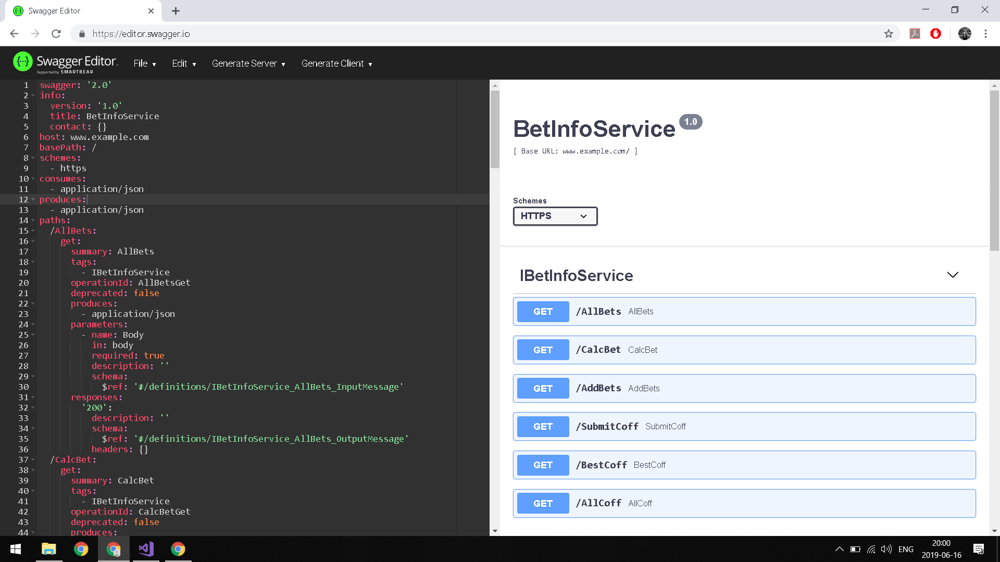 Swagger Editor
https://editor.swagger.io
Swagger Editor.
Supported by SMARTBEAR
File ▾
Edit ▾
Generate Server ▾
Generate Client ▾
1 swagger: '2.0'
2 info:
3 version: '1.0'
4 title: BetInfoService
5 contact: {}
6 host: www.example.com
7 basePath: /
8 schemes:
9 - https
10 consumes:
11 - application/json
12 produces:
13 - application/json
14 paths:
15 /AllBets:
16 get:
17 summary: AllBets
18 tags:
19 - IBetInfoService
20 operationId: AllBetsGet
21 deprecated: false
22 produces:
23 - application/json
24 parameters:
25 - name: Body
26 in: body
27 required: true
28 description: ''
29 schema:
30 $ref: '#/definitions/IBetInfoService_AllBets_InputMessage'
31 responses:
32 '200':
33 description: ''
34 schema:
35 $ref: '#/definitions/IBetInfoService_AllBets_OutputMessage'
36 headers: {}
37 /CalcBet:
38 get:
39 summary: CalcBet
40 tags:
41 - IBetInfoService
42 operationId: CalcBetGet
43 deprecated: false
44 produces:
BetInfoService 1.0
[ Base URL: www.example.com/ ]
Schemes
HTTPS
IBetInfoService
GET /AllBets AllBets
GET /CalcBet CalcBet
GET /AddBets AddBets
GET /SubmitCoff SubmitCoff
GET /BestCoff BestCoff
GET /AllCoff AllCoff
ENG
20:00
2019-06-16